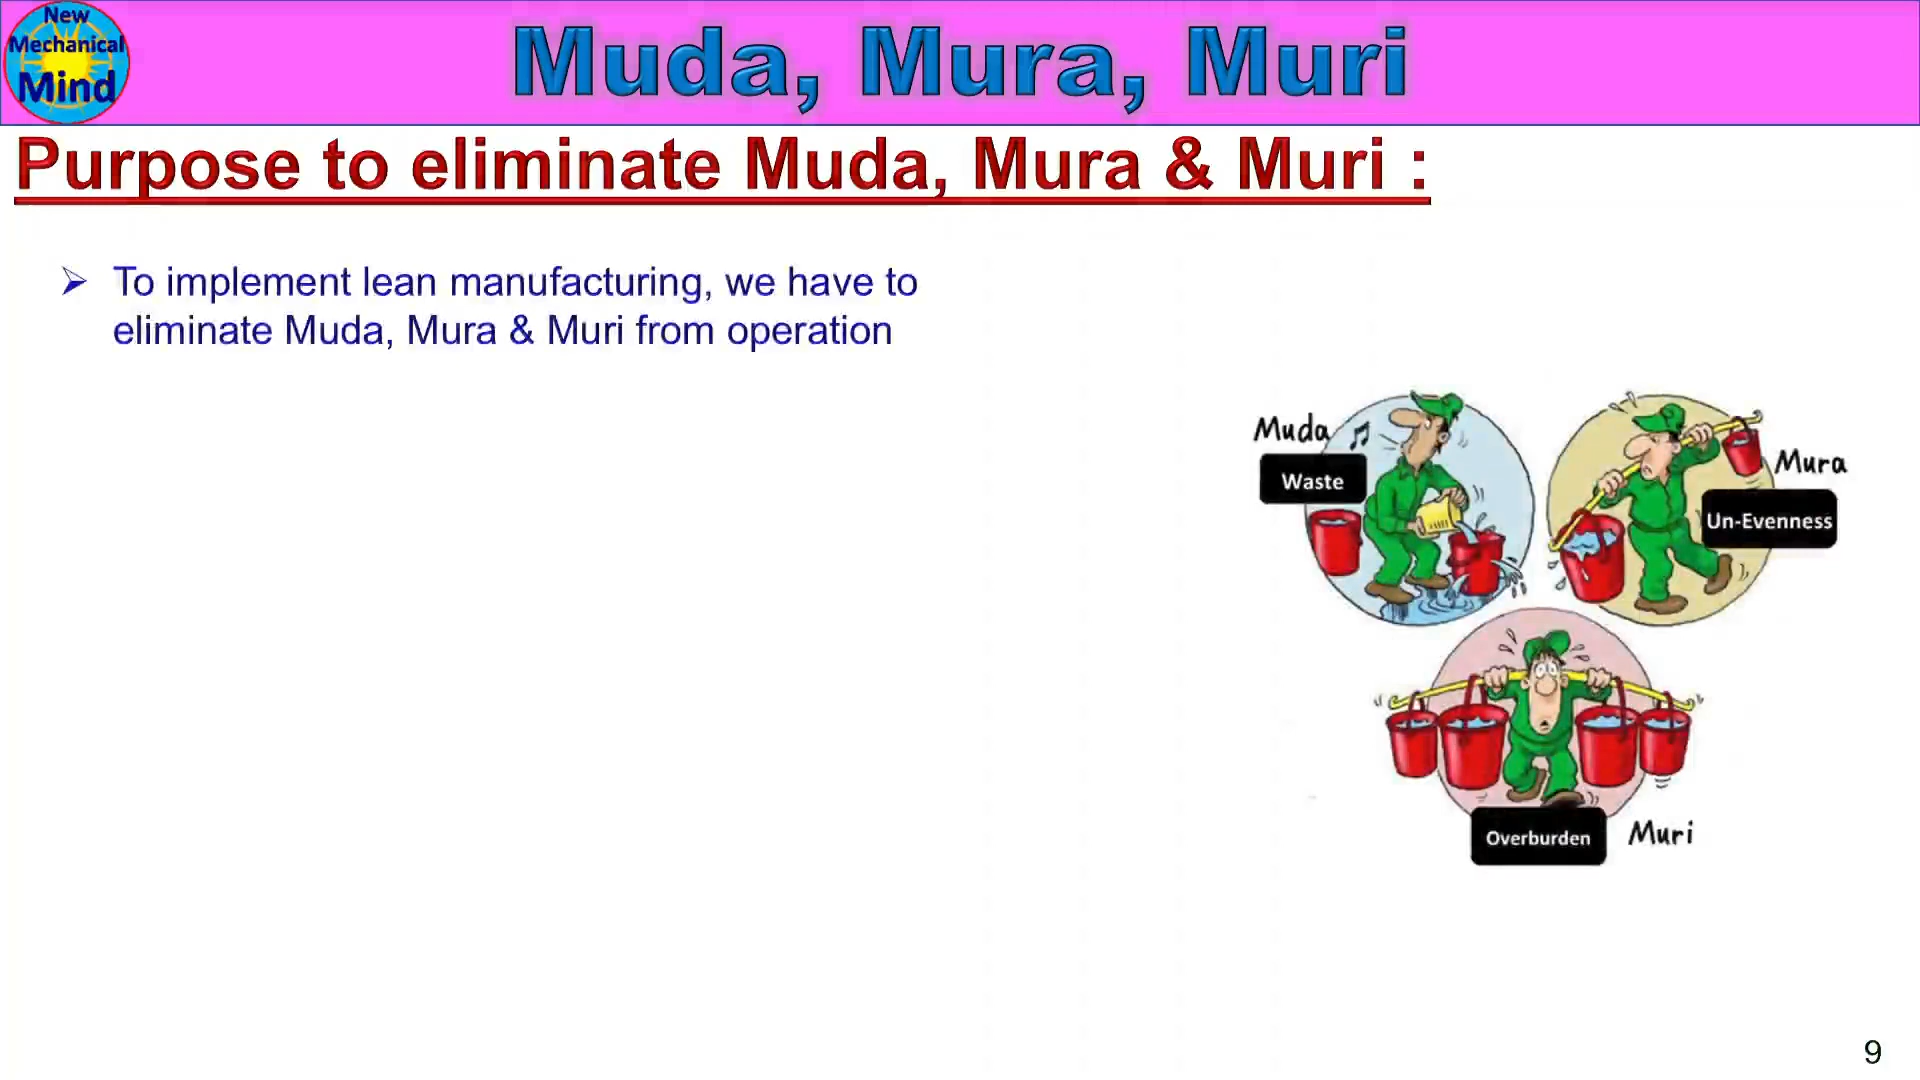 New
Mechanical
Mind
Muda, Mura, Muri
Purpose to eliminate Muda, Mura & Muri :
➢ To implement lean manufacturing, we have to
eliminate Muda, Mura & Muri from operation
Muda
Waste
Mura
Un-Evenness
Overburden
Muri
9